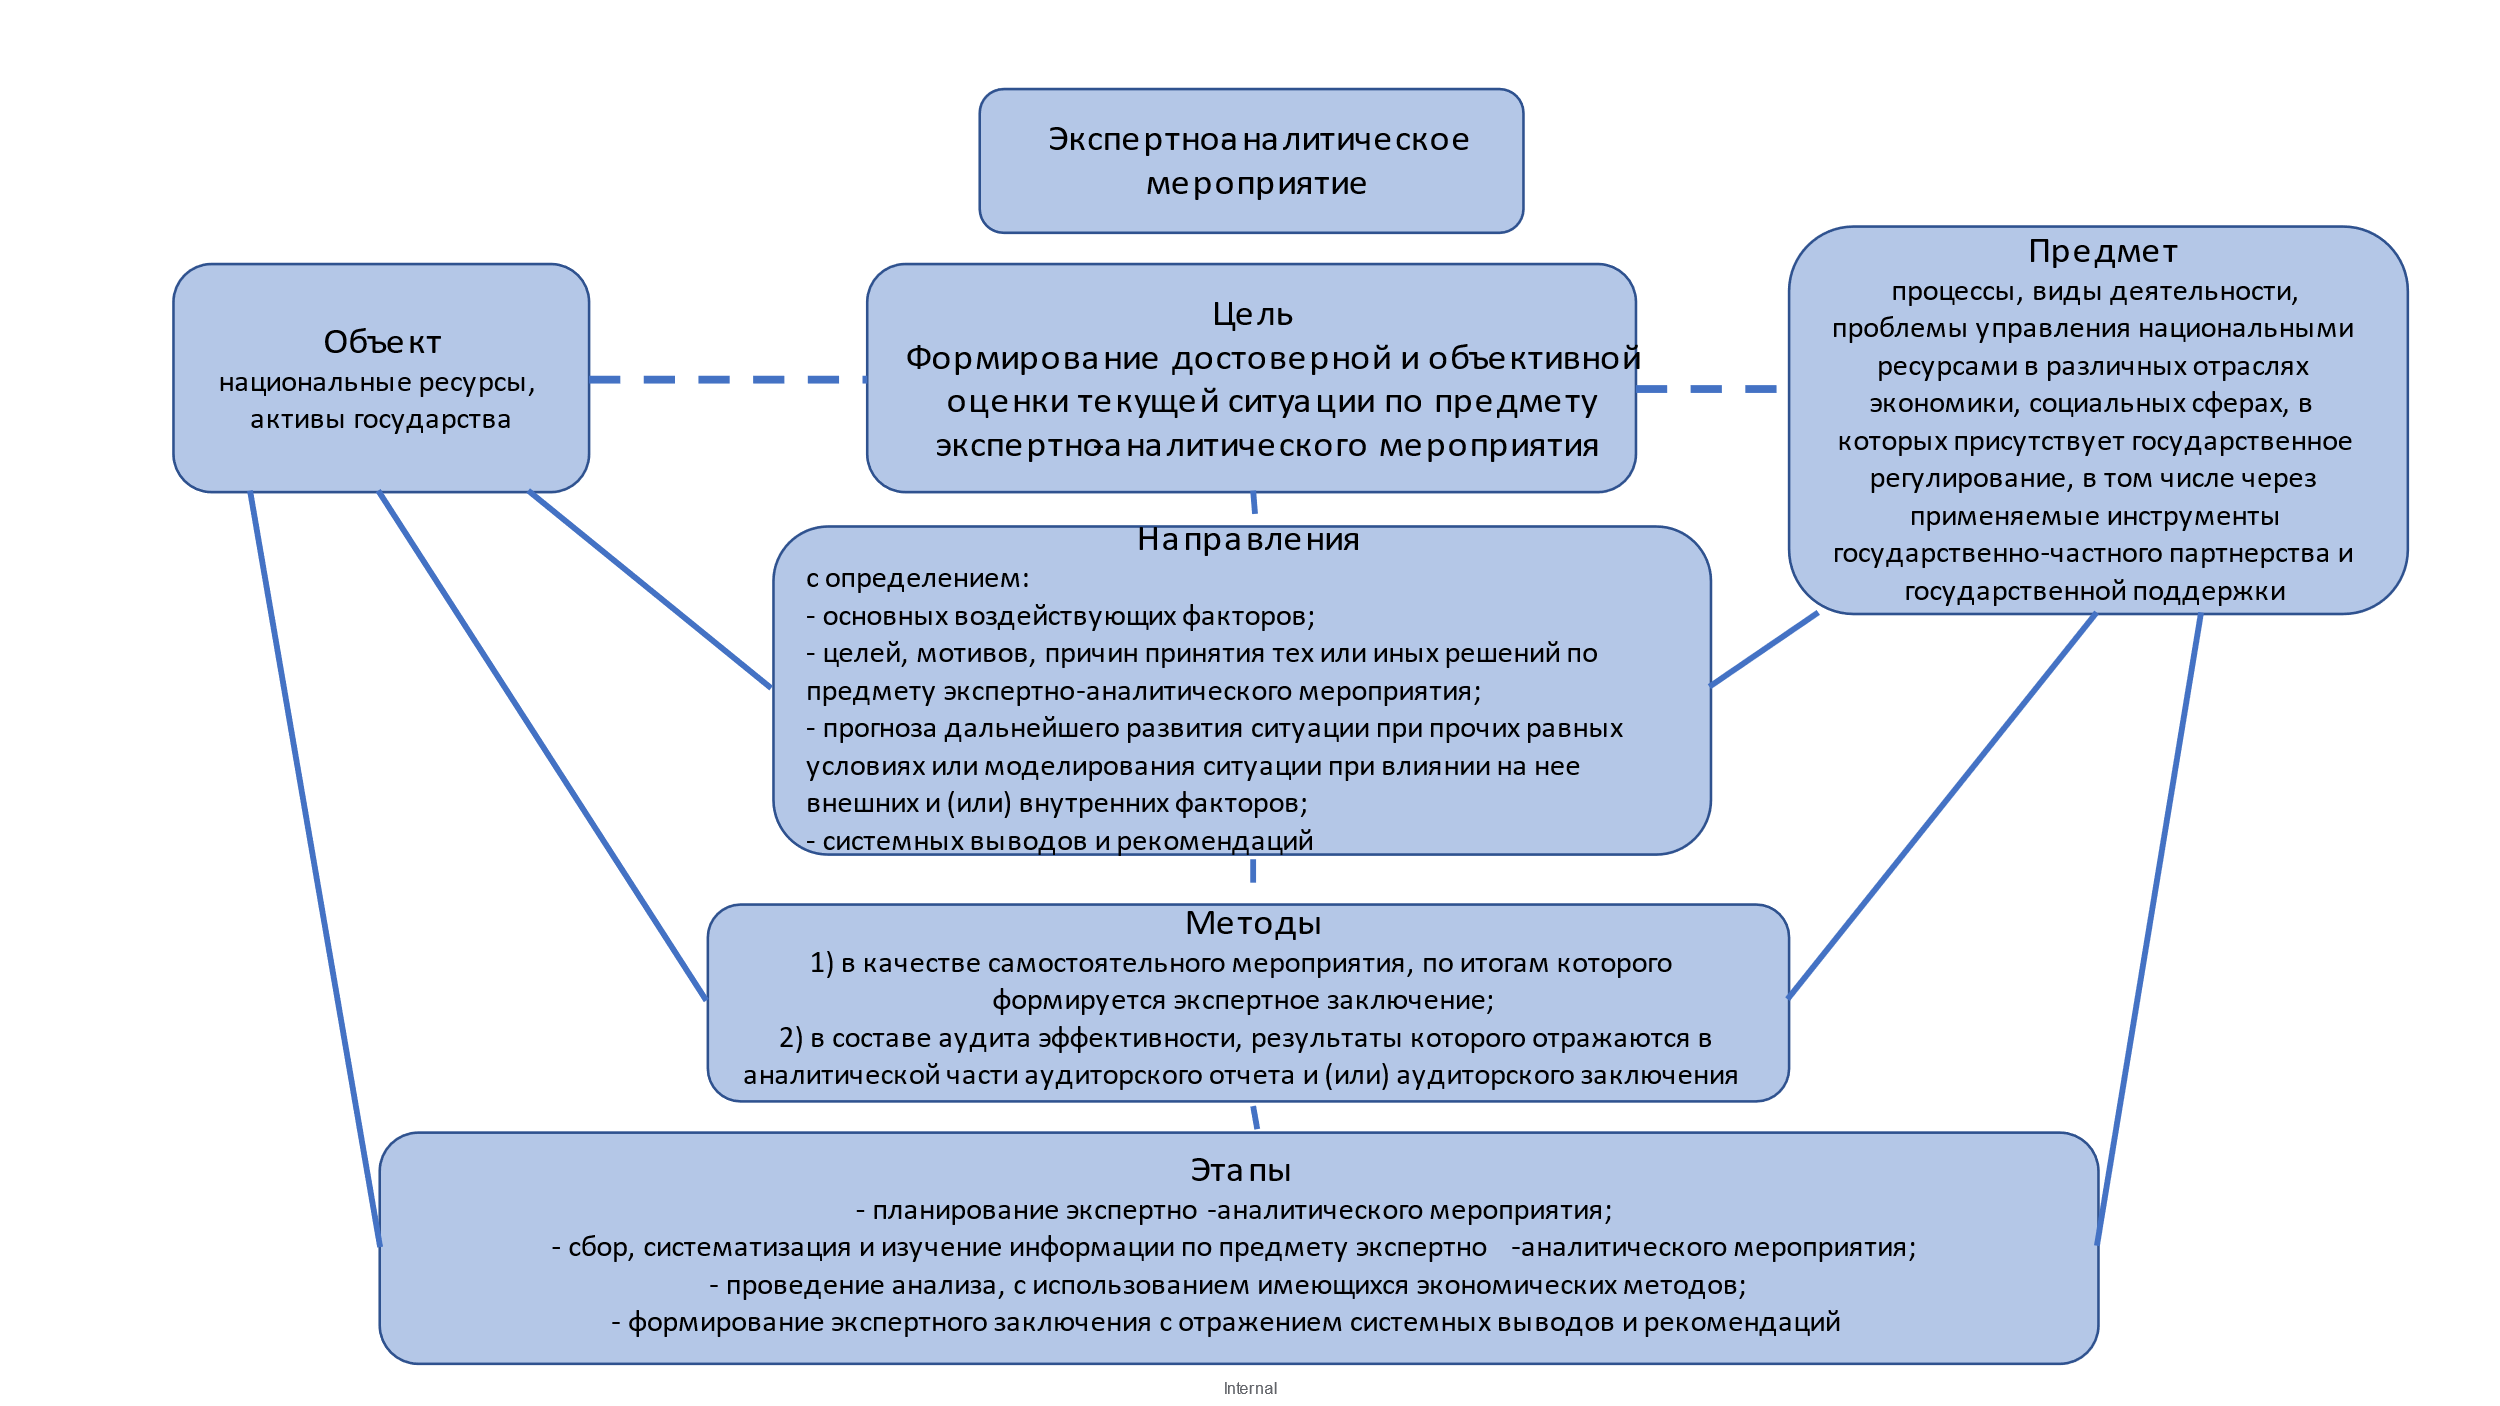 Экспертноаналитическое
мероприятие
Объект
национальные ресурсы,
активы государства
Цель
Формирование достоверной и объективной
оценки текущей ситуации по предмету
экспертно-аналитического мероприятия
Предмет
процессы, виды деятельности,
проблемы управления национальными
ресурсами в различных отраслях
экономики, социальных сферах, в
которых присутствует государственное
регулирование, в том числе через
применяемые инструменты
государственно-частного партнерства и
государственной поддержки
Направления
с определением:
- основных воздействующих факторов;
- целей, мотивов, причин принятия тех или иных решений по
предмету экспертно-аналитического мероприятия;
- прогноза дальнейшего развития ситуации при прочих равных
условиях или моделирования ситуации при влиянии на нее
внешних и (или) внутренних факторов;
- системных выводов и рекомендаций
Методы
1) в качестве самостоятельного мероприятия, по итогам которого
формируется экспертное заключение;
2) в составе аудита эффективности, результаты которого отражаются в
аналитической части аудиторского отчета и (или) аудиторского заключения
Этапы
- планирование экспертно -аналитического мероприятия;
- сбор, систематизация и изучение информации по предмету экспертно -аналитического мероприятия;
- проведение анализа, с использованием имеющихся экономических методов;
- формирование экспертного заключения с отражением системных выводов и рекомендаций
Internal